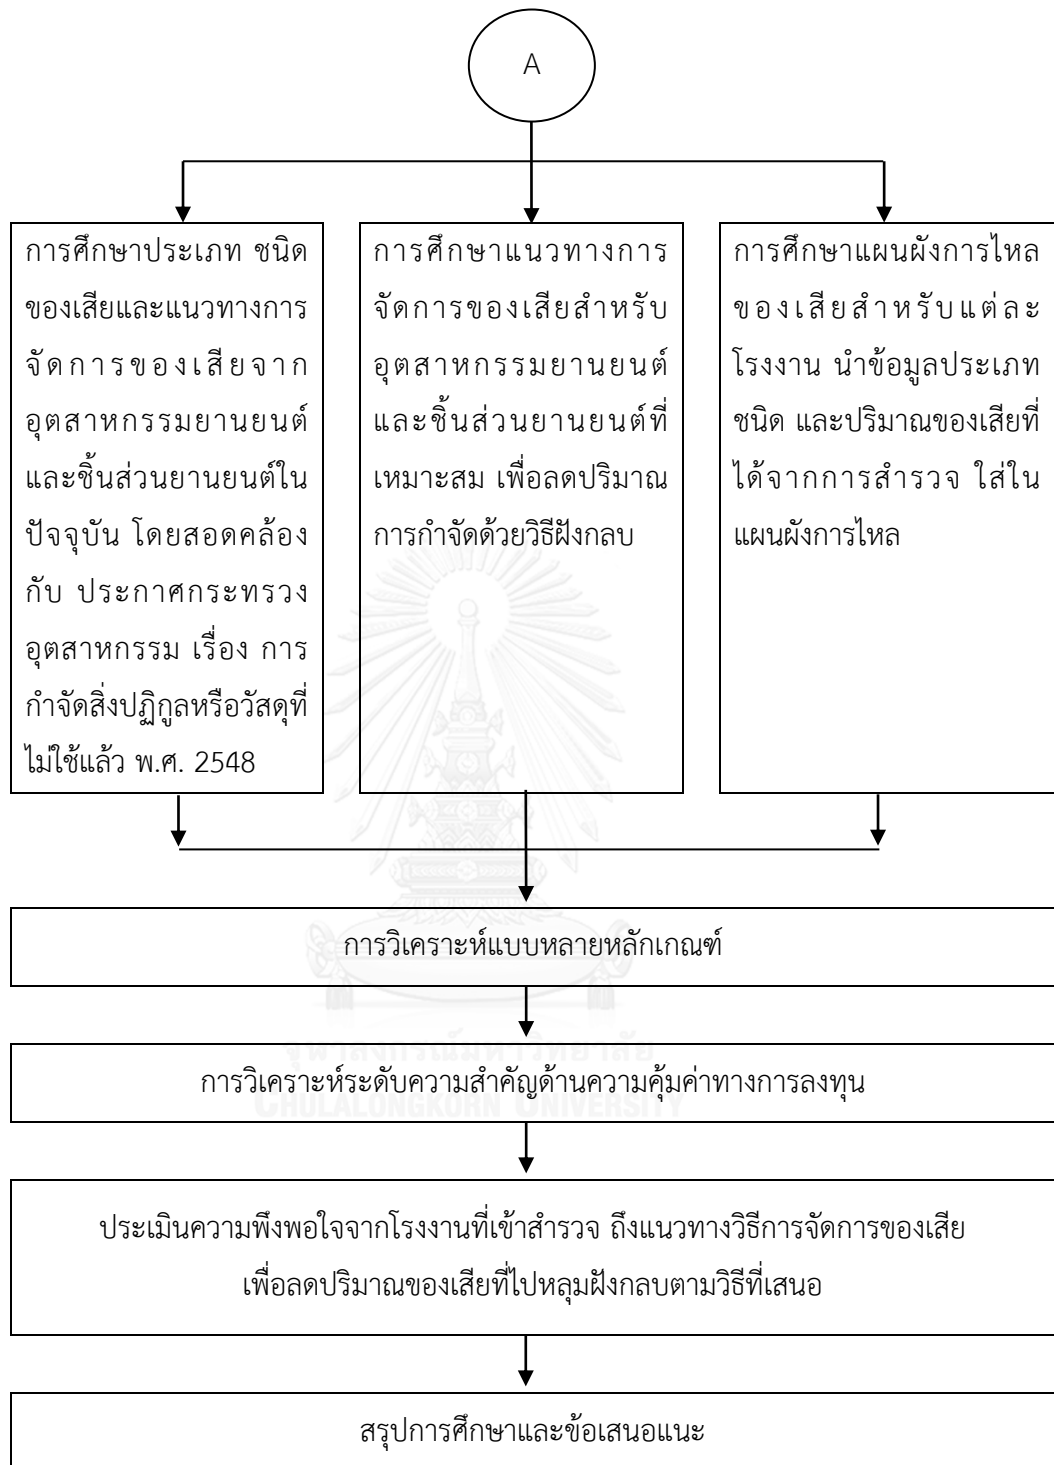 A
การศึกษาประเภท ชนิด
ของเสียและแนวทางการ
จัดการของเสียจาก
อุตสาหกรรมยานยนต์
และชิ้นส่วนยานยนต์ใน
ปัจจุบัน โดยสอดคล้อง
กับ ประกาศกระทรวง
อุตสาหกรรม เรื่อง การ
กำจัดสิ่งปฏิกูลหรือวัสดุที่
ไม่ใช้แล้ว พ.ศ. 2548
การศึกษาแนวทางการ
จัดการของเสียสำหรับ
อุตสาหกรรมยานยนต์
และชิ้นส่วนยานยนต์ที่
เหมาะสม เพื่อลดปริมาณ
การกำจัดด้วยวิธีฝังกลบ
การศึกษาแผนผังการไหล
ของเสียสำหรับแต่ละ
โรงงาน นำข้อมูลประเภท
ชนิด และปริมาณของเสียที่
ได้จากการสำรวจ ใส่ใน
แผนผังการไหล
การวิเคราะห์แบบหลายหลักเกณฑ์
จุฬาลงกรณ์มหาวิทยาลัย
การวิเคราะห์ระดับความสำคัญด้านความคุ้มค่าทางการลงทุน
CHULALONGKORN UNIVERSITY
ประเมินความพึงพอใจจากโรงงานที่เข้าสำรวจ ถึงแนวทางวิธีการจัดการของเสีย
เพื่อลดปริมาณของเสียที่ไปหลุมฝังกลบตามวิธีที่เสนอ
สรุปการศึกษาและข้อเสนอแนะ